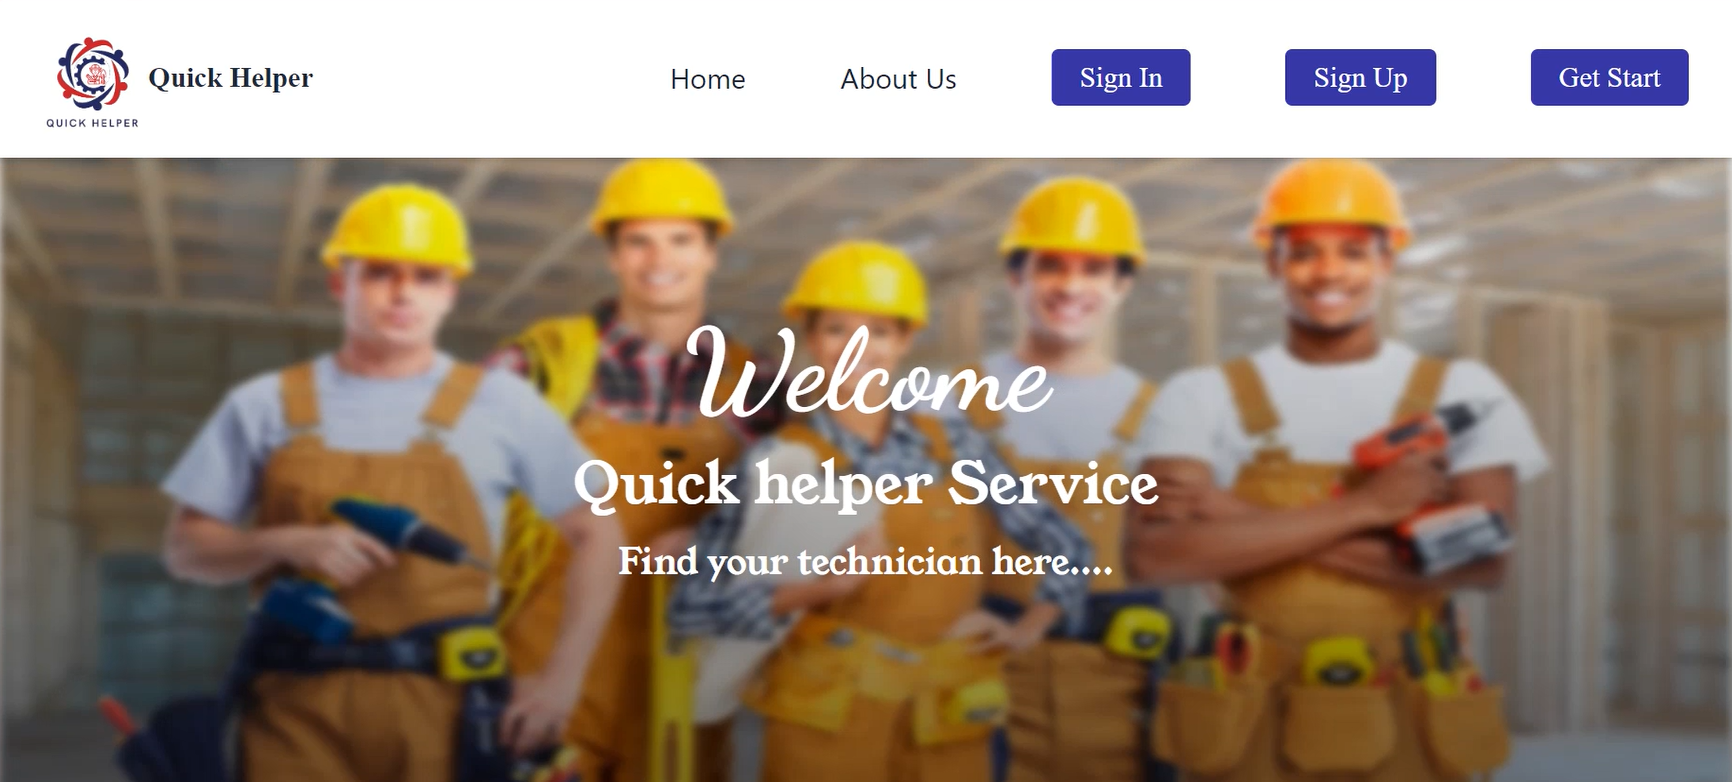 Quick Helper
Home
About Us
Sign In
Sign Up
Get Start
QUICK HELPER
Welcome
Quick helper Service
Find your technician here....